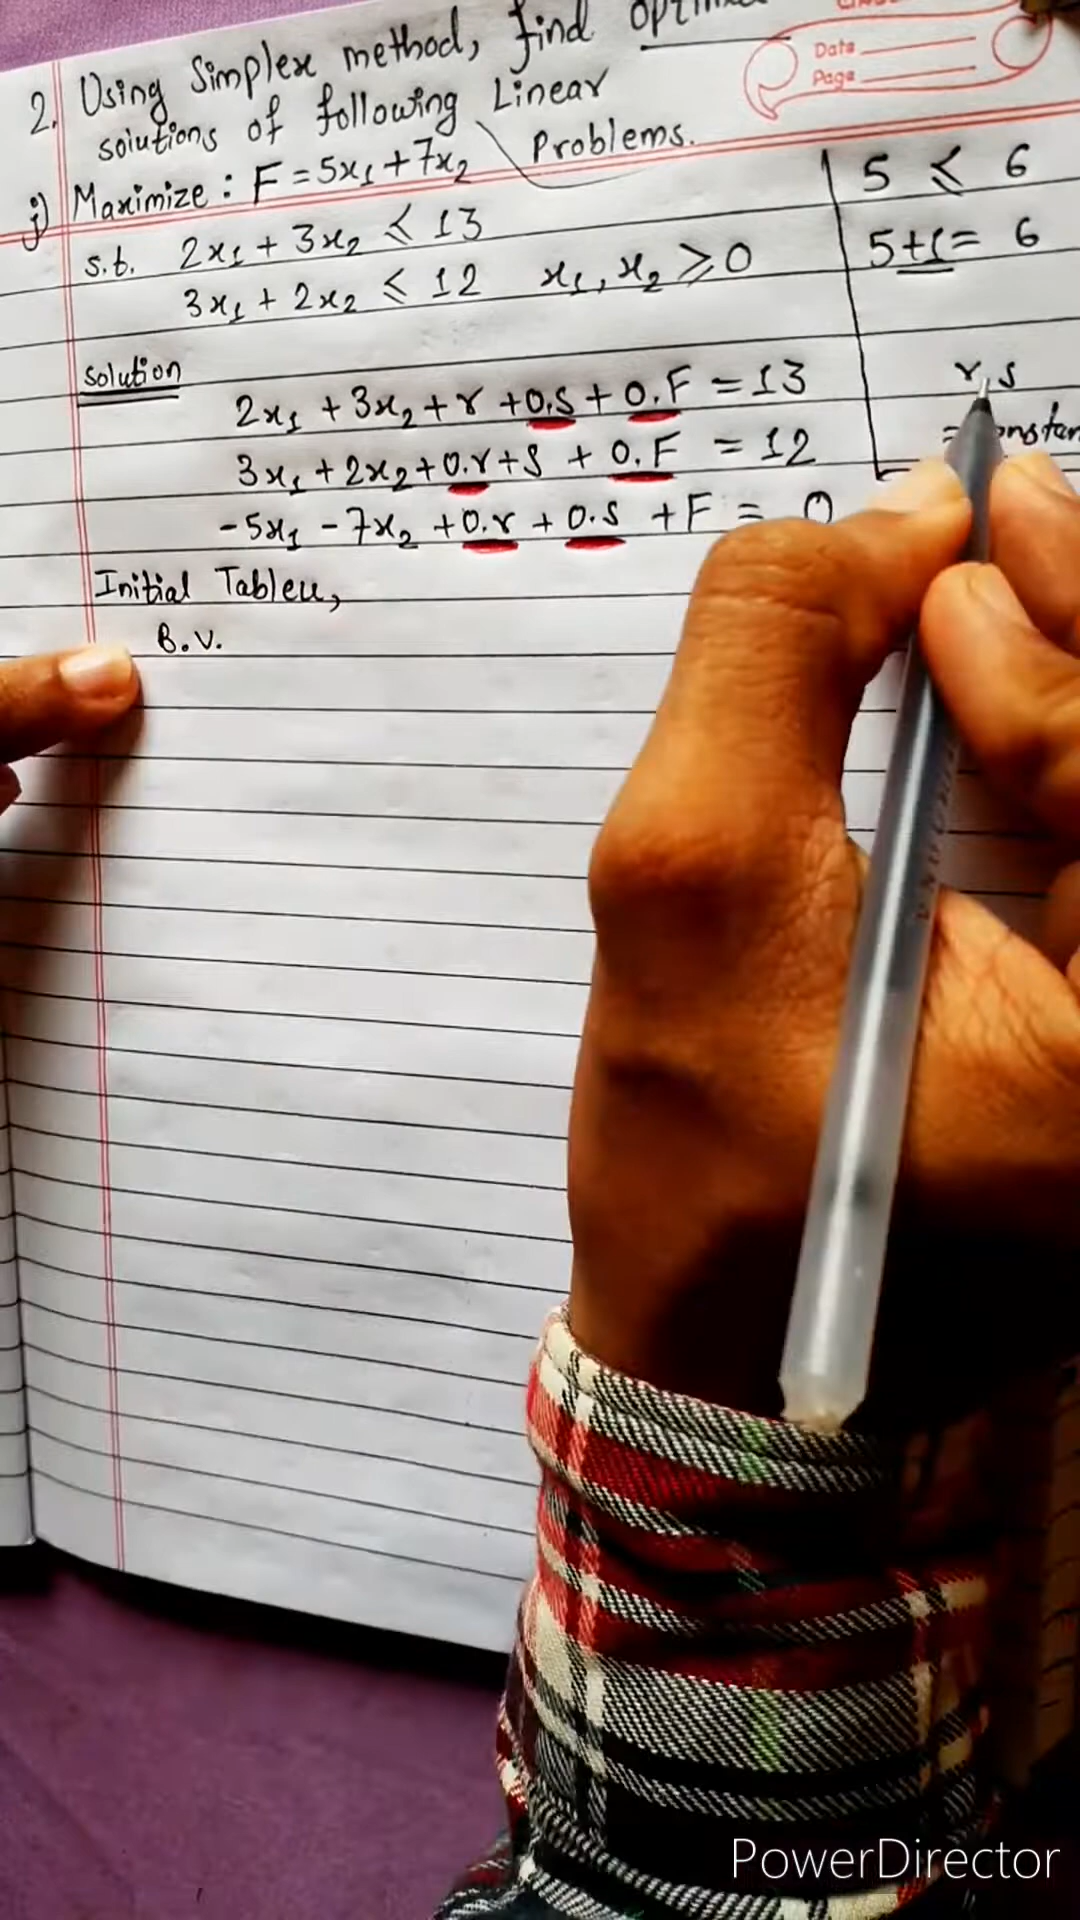 2. Using Simplex method, find
solutions of following Linear
Problems.
Date
Page
j) Maximize : F = 5x₁ + 7x₂
s.t. 2x₁ + 3x₂ ≤ 13
3x₁ + 2x₂ ≤ 12 x₁, x₂ ≥ 0
5 ≤ 6
5+1= 6
r, s
solution
2x₁ + 3x₂ + r + 0.s + 0.F = 13
3x₁ + 2x₂ + 0.r + s + 0.F = 12
-5x₁ - 7x₂ + 0.r + 0.s + F = 0
Initial Tableu,
B.V.
PowerDirector